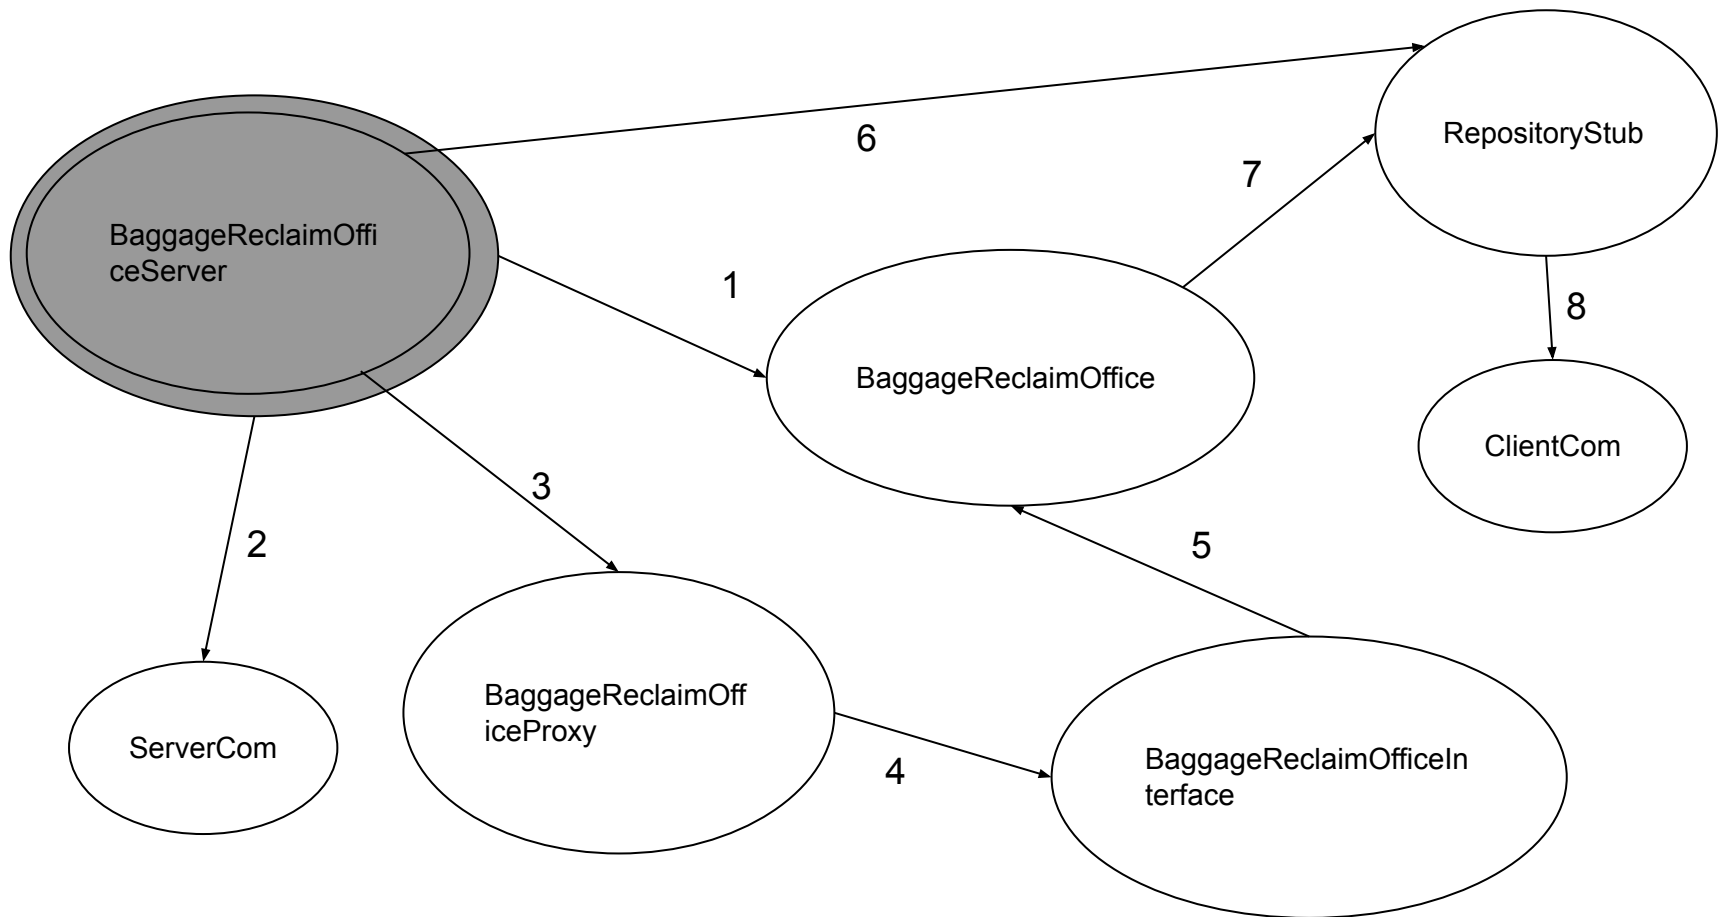 6
RepositoryStub
7
BaggageReclaimOffi
ceServer
1
8
BaggageReclaimOffice
ClientCom
3
2
5
BaggageReclaimOff
iceProxy
ServerCom
4
BaggageReclaimOfficeIn
terface